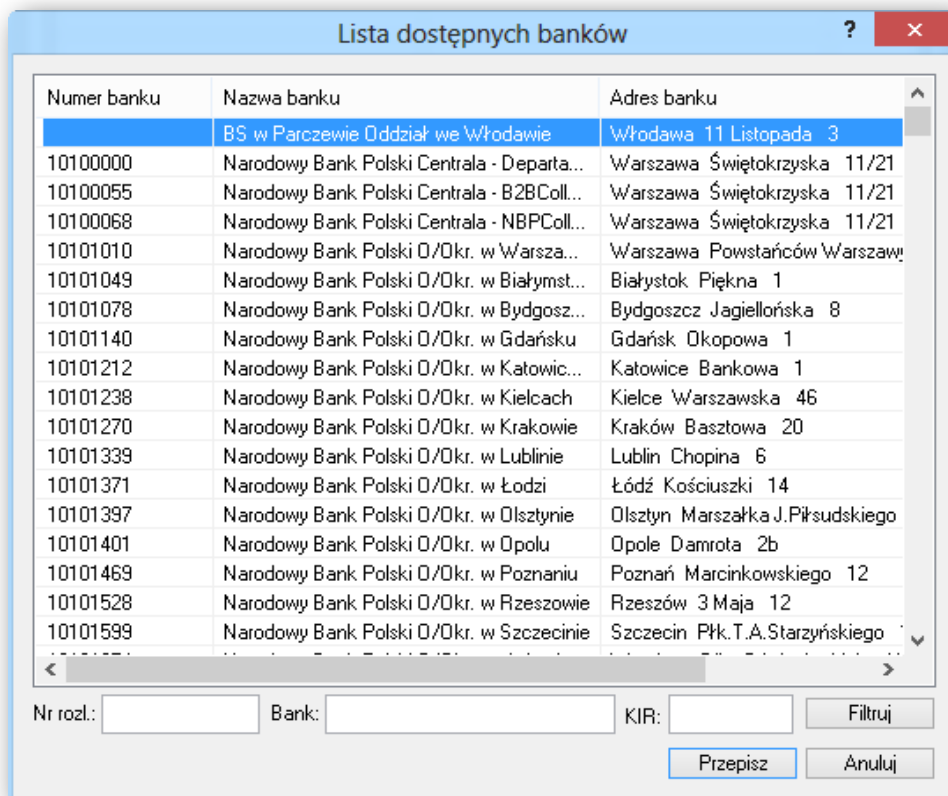 Lista dostępnych banków ?
Numer banku Nazwa banku Adres banku
BS w Parczewie Oddział we Włodawie Włodawa 11 Listopada 3
10100000 Narodowy Bank Polski Centrala - Departa... Warszawa Świętokrzyska 11/21
10100055 Narodowy Bank Polski Centrala - B2BColl... Warszawa Świętokrzyska 11/21
10100068 Narodowy Bank Polski Centrala - NBPColl... Warszawa Świętokrzyska 11/21
10101010 Narodowy Bank Polski O/Okr. w Warsza... Warszawa Powstańców Warszawy
10101049 Narodowy Bank Polski O/Okr. w Białymst... Białystok Piękna 1
10101078 Narodowy Bank Polski O/Okr. w Bydgosz... Bydgoszcz Jagiellońska 8
10101140 Narodowy Bank Polski O/Okr. w Gdańsku Gdańsk Okopowa 1
10101212 Narodowy Bank Polski O/Okr. w Katowic... Katowice Bankowa 1
10101238 Narodowy Bank Polski O/Okr. w Kielcach Kielce Warszawska 46
10101270 Narodowy Bank Polski O/Okr. w Krakowie Kraków Basztowa 20
10101339 Narodowy Bank Polski O/Okr. w Lublinie Lublin Chopina 6
10101371 Narodowy Bank Polski O/Okr. w Łodzi Łódź Kościuszki 14
10101397 Narodowy Bank Polski O/Okr. w Olsztynie Olsztyn Marszałka J.Piłsudskiego
10101401 Narodowy Bank Polski O/Okr. w Opolu Opole Damrota 2b
10101469 Narodowy Bank Polski O/Okr. w Poznaniu Poznań Marcinkowskiego 12
10101528 Narodowy Bank Polski O/Okr. w Rzeszowie Rzeszów 3 Maja 12
10101599 Narodowy Bank Polski O/Okr. w Szczecinie Szczecin Płk.T.A.Starzyńskiego
Nr rozl.: Bank: KIR: Filtruj
Przepisz Anuluj